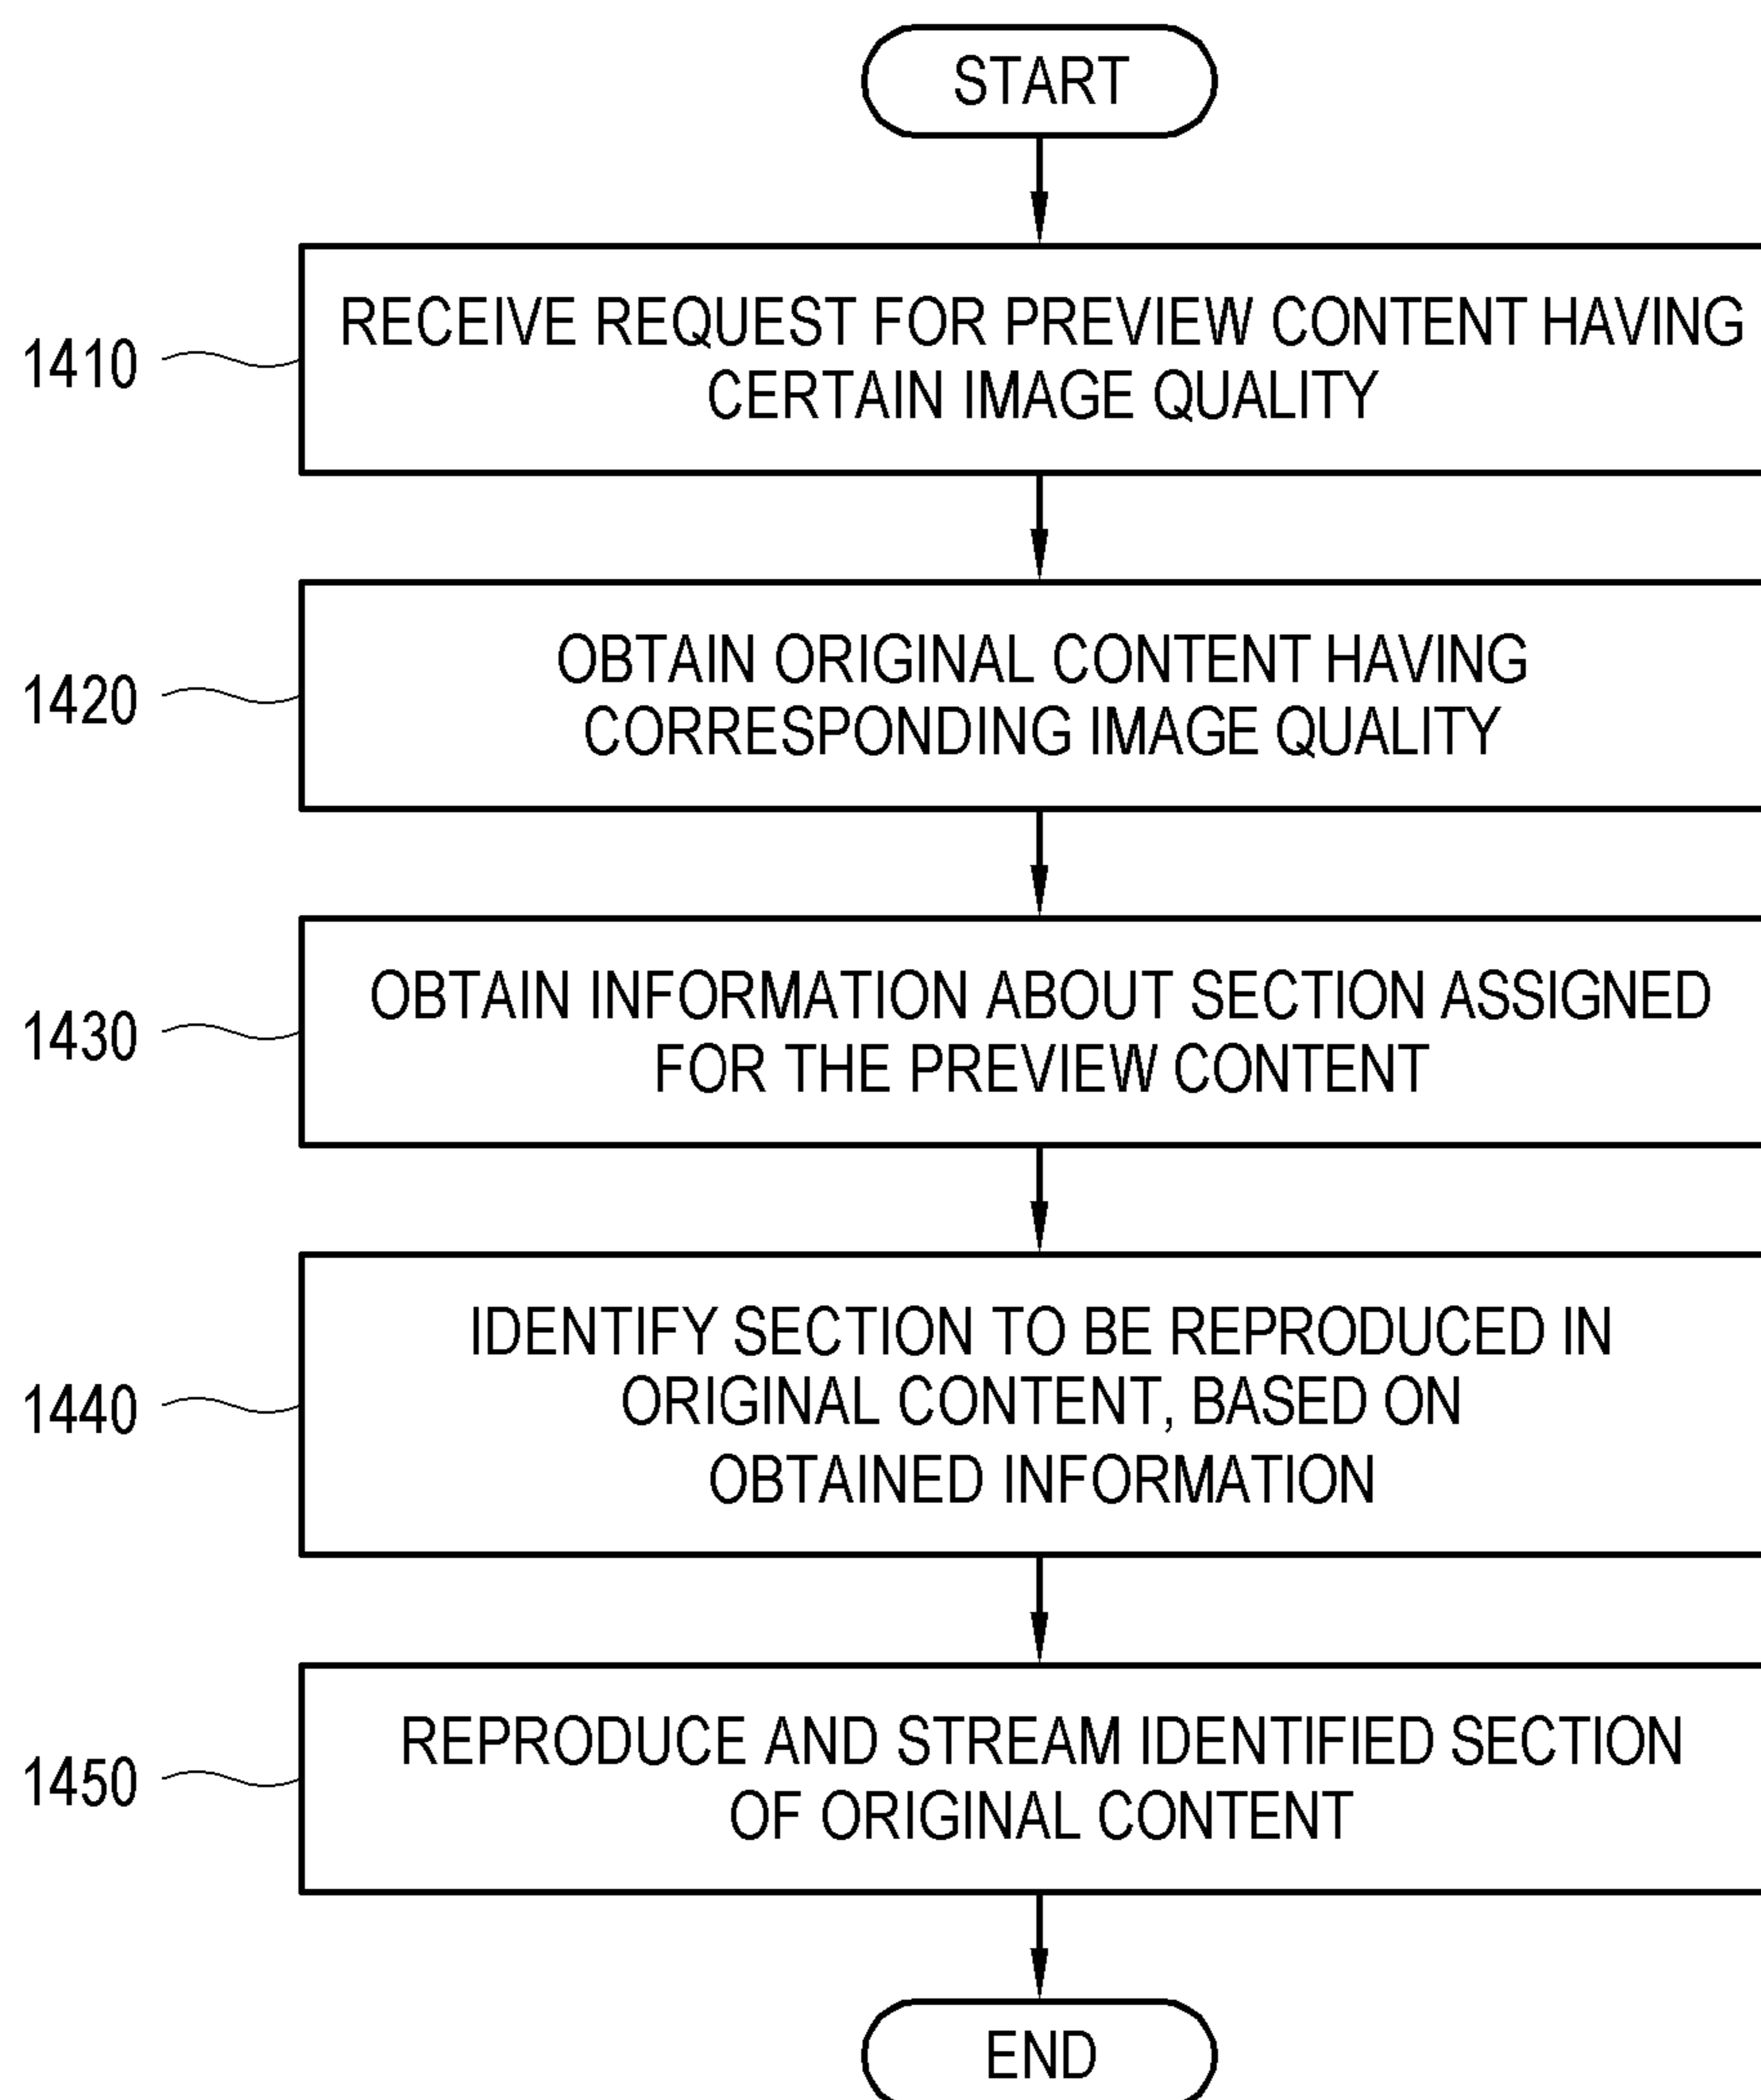 START
1410
RECEIVE REQUEST FOR PREVIEW CONTENT HAVING
CERTAIN IMAGE QUALITY
1420
OBTAIN ORIGINAL CONTENT HAVING
CORRESPONDING IMAGE QUALITY
1430
OBTAIN INFORMATION ABOUT SECTION ASSIGNED
FOR THE PREVIEW CONTENT
1440
IDENTIFY SECTION TO BE REPRODUCED IN
ORIGINAL CONTENT, BASED ON
OBTAINED INFORMATION
1450
REPRODUCE AND STREAM IDENTIFIED SECTION
OF ORIGINAL CONTENT
END